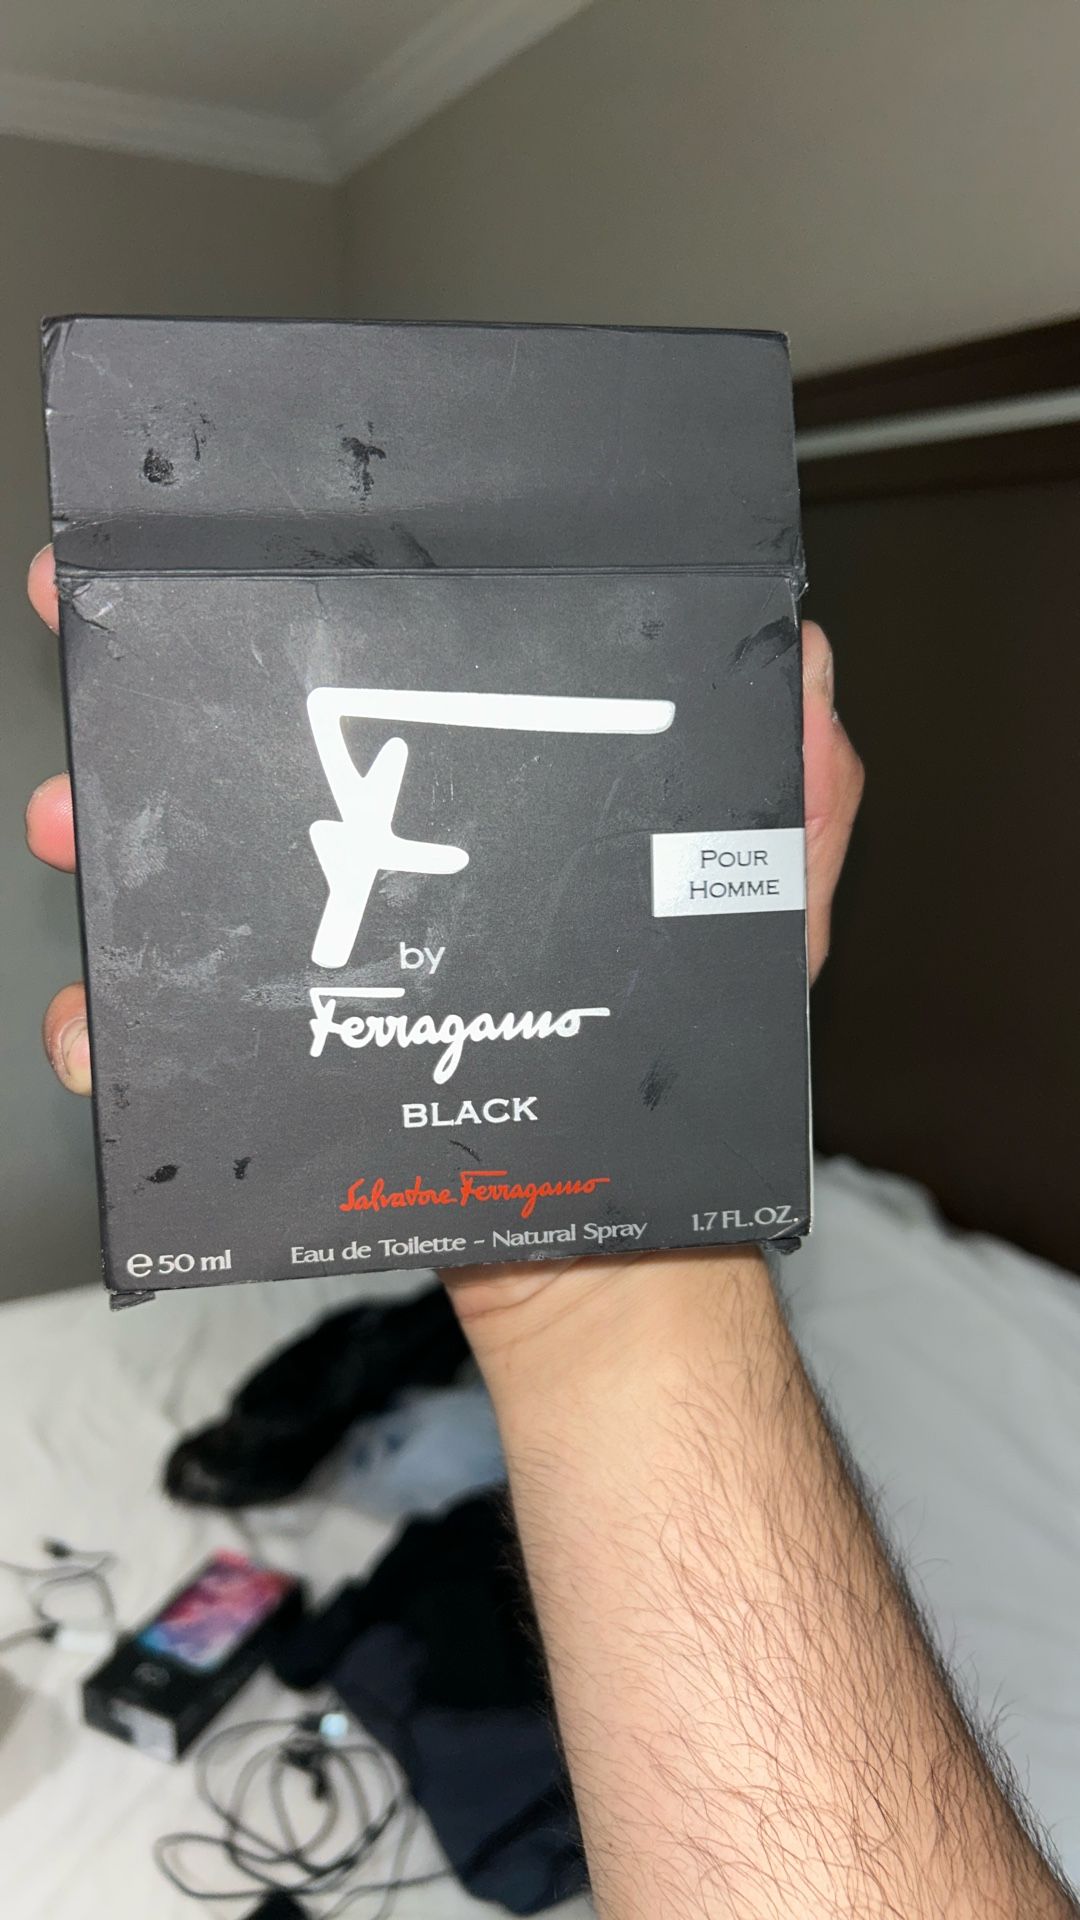 F
by
Ferragamo
BLACK
POUR
HOMME
Salvatore Ferragamo
Eau de Toilette - Natural Spray
e 50 ml
1.7 FL.OZ.